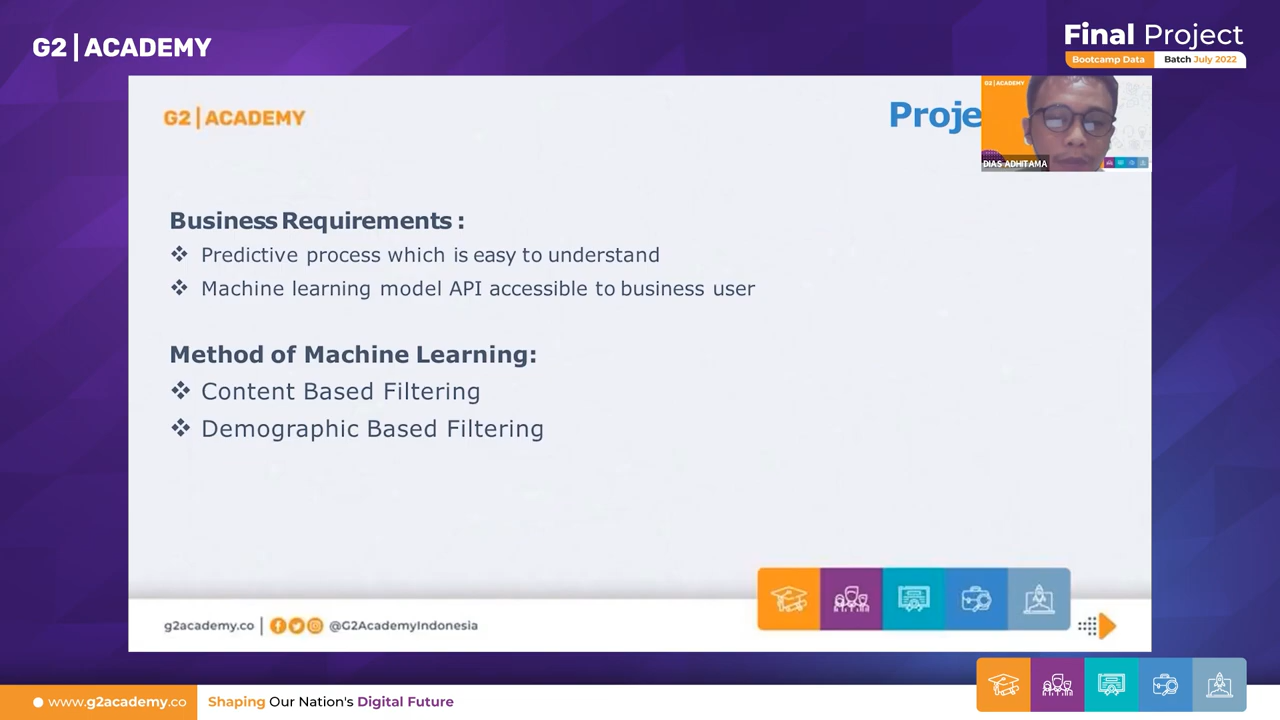 G2 | ACADEMY
Final Project
Bootcamp Data
Batch July 2022
G2 | ACADEMY
G2 | ACADEMY
DIAS ADHITAMA
Business Requirements :
❖ Predictive process which is easy to understand
❖ Machine learning model API accessible to business user
Method of Machine Learning:
❖ Content Based Filtering
❖ Demographic Based Filtering
g2academy.co | @G2AcademyIndonesia
www.g2academy.co
Shaping Our Nation's Digital Future